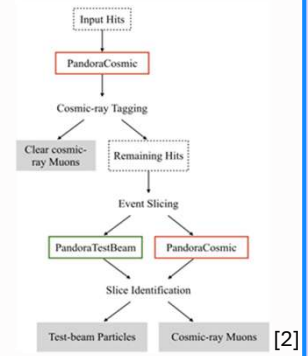 Input Hits
PandoraCosmic
Cosmic-ray Tagging
Clear cosmic-
ray Muons
Remaining Hits
Event Slicing
PandoraTestBeam
PandoraCosmic
Slice Identification
Test-beam Particles
Cosmic-ray Muons
[2]